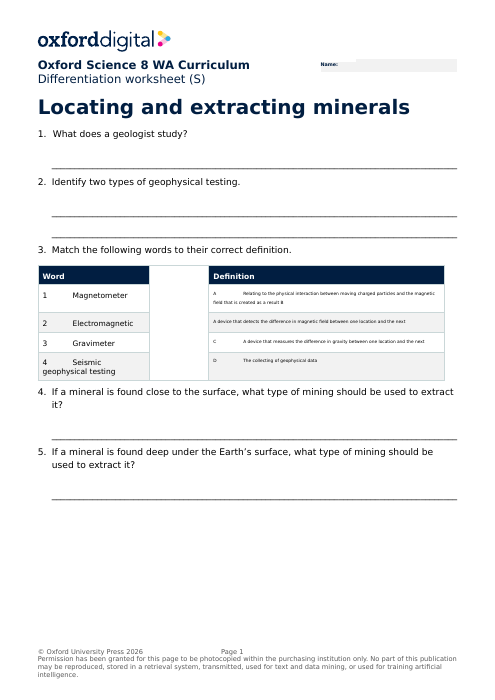 oxforddigital
Oxford Science 8 WA Curriculum
Name:
Differentiation worksheet (S)
Locating and extracting minerals
1. What does a geologist study?
2. Identify two types of geophysical testing.
3. Match the following words to their correct definition.
Word
Definition
1 Magnetometer
A Relating to the physical interaction between moving charged particles and the magnetic
field that is created as a result B
2 Electromagnetic
A device that detects the difference in magnetic field between one location and the next
3 Gravimeter
C A device that measures the difference in gravity between one location and the next
4 Seismic
geophysical testing
D The collecting of geophysical data
4. If a mineral is found close to the surface, what type of mining should be used to extract
it?
5. If a mineral is found deep under the Earth’s surface, what type of mining should be
used to extract it?
© Oxford University Press 2026 Page 1
Permission has been granted for this page to be photocopied within the purchasing institution only. No part of this publication
may be reproduced, stored in a retrieval system, transmitted, used for text and data mining, or used for training artificial
intelligence.